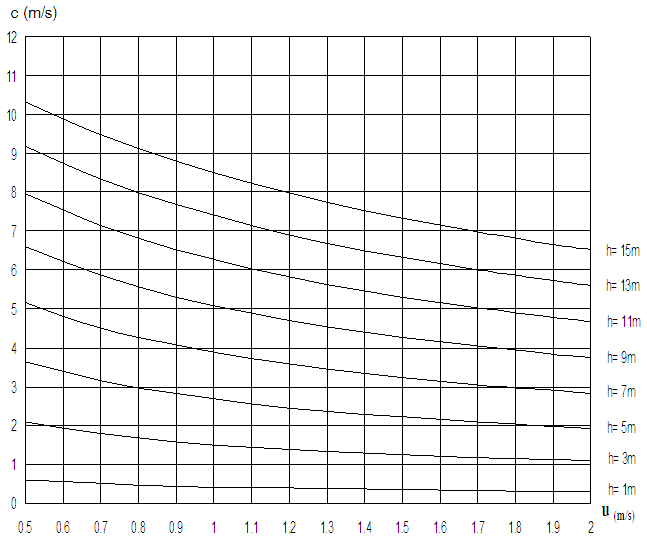 c (m/s)
12
11
10
9
8
7
6
5
4
3
2
1
0
h= 15m
h= 13m
h= 11m
h= 9m
h= 7m
h= 5m
h= 3m
h= 1m
0.5 0.6 0.7 0.8 0.9 1 1.1 1.2 1.3 1.4 1.5 1.6 1.7 1.8 1.9 2
u (m/s)